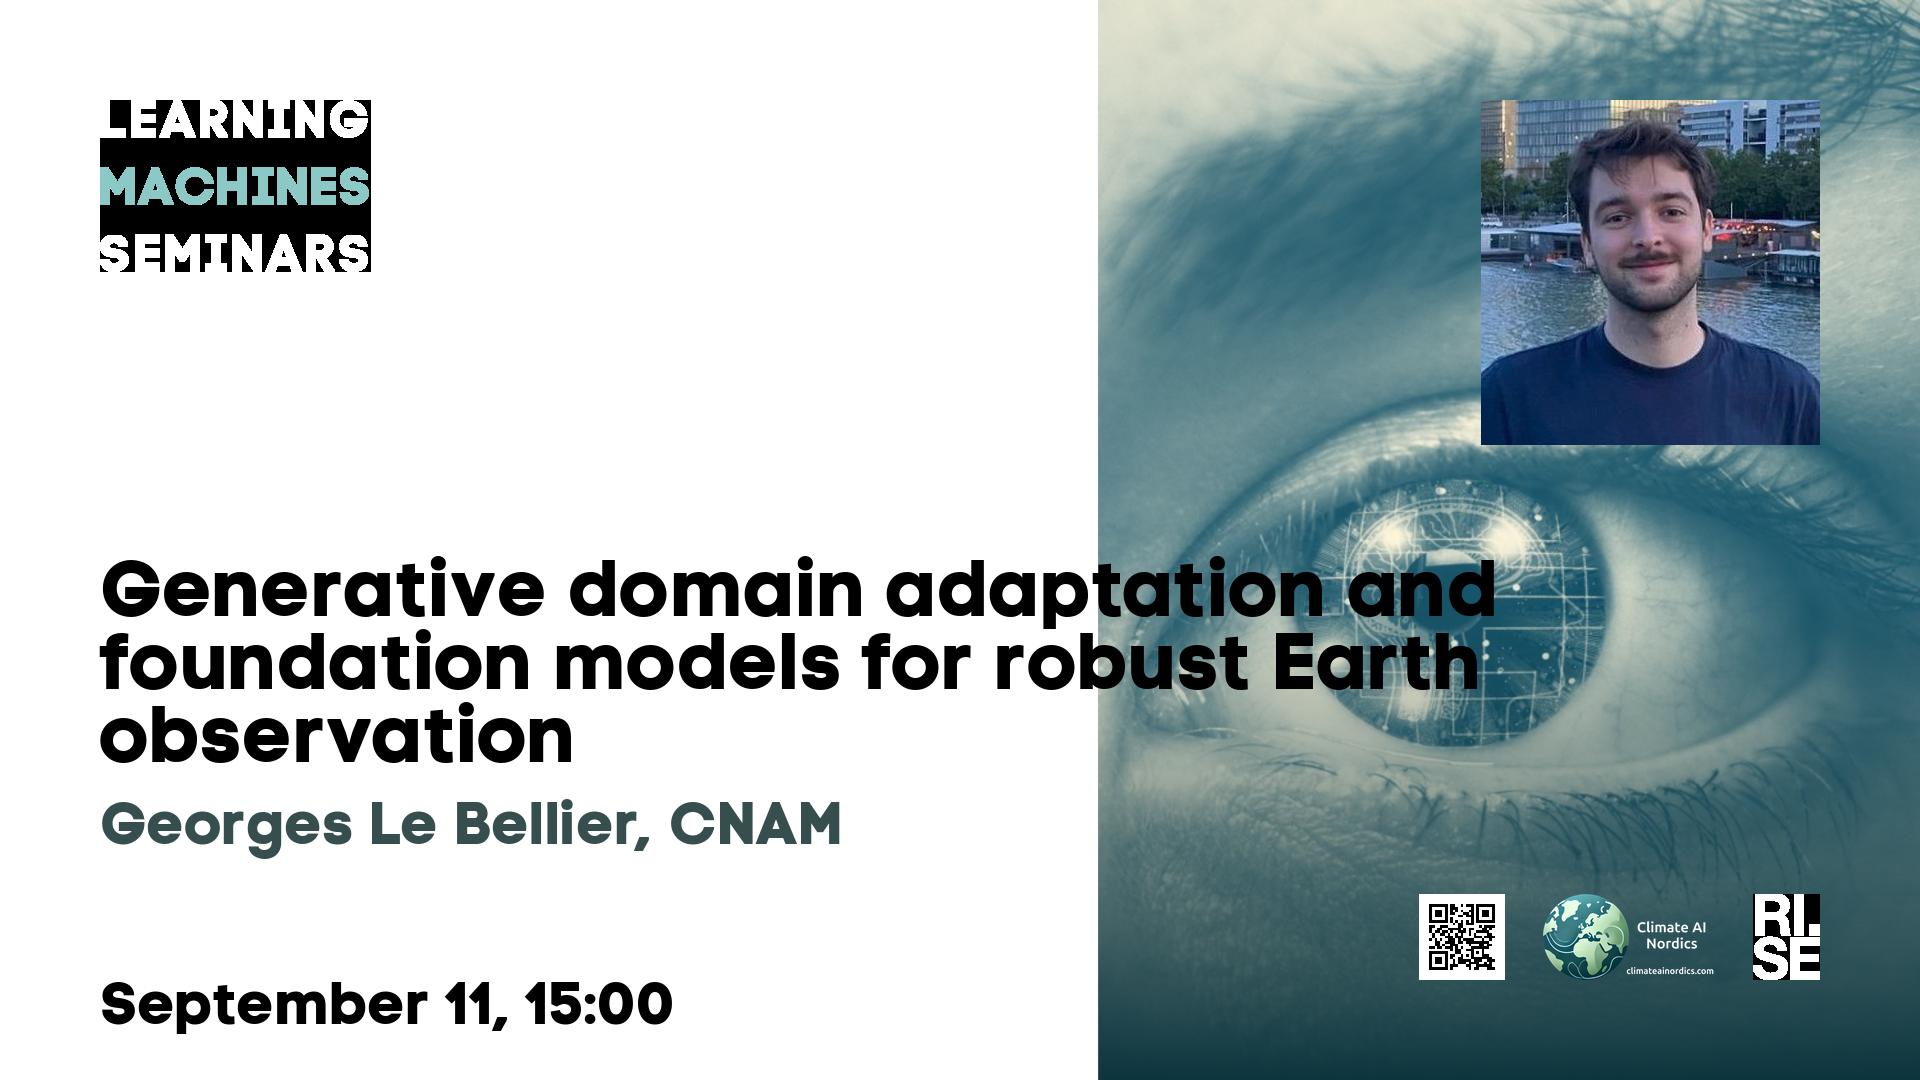 LEARNING
MACHINES
SEMINARS
Generative domain adaptation and
foundation models for robust Earth
observation
Georges Le Bellier, CNAM
September 11, 15:00
Climate AI
Nordics
climateainordics.com
RI.
SE